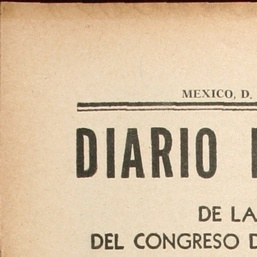 MEXICO, D.
DIARIO
DE LA
DEL CONGRESO D